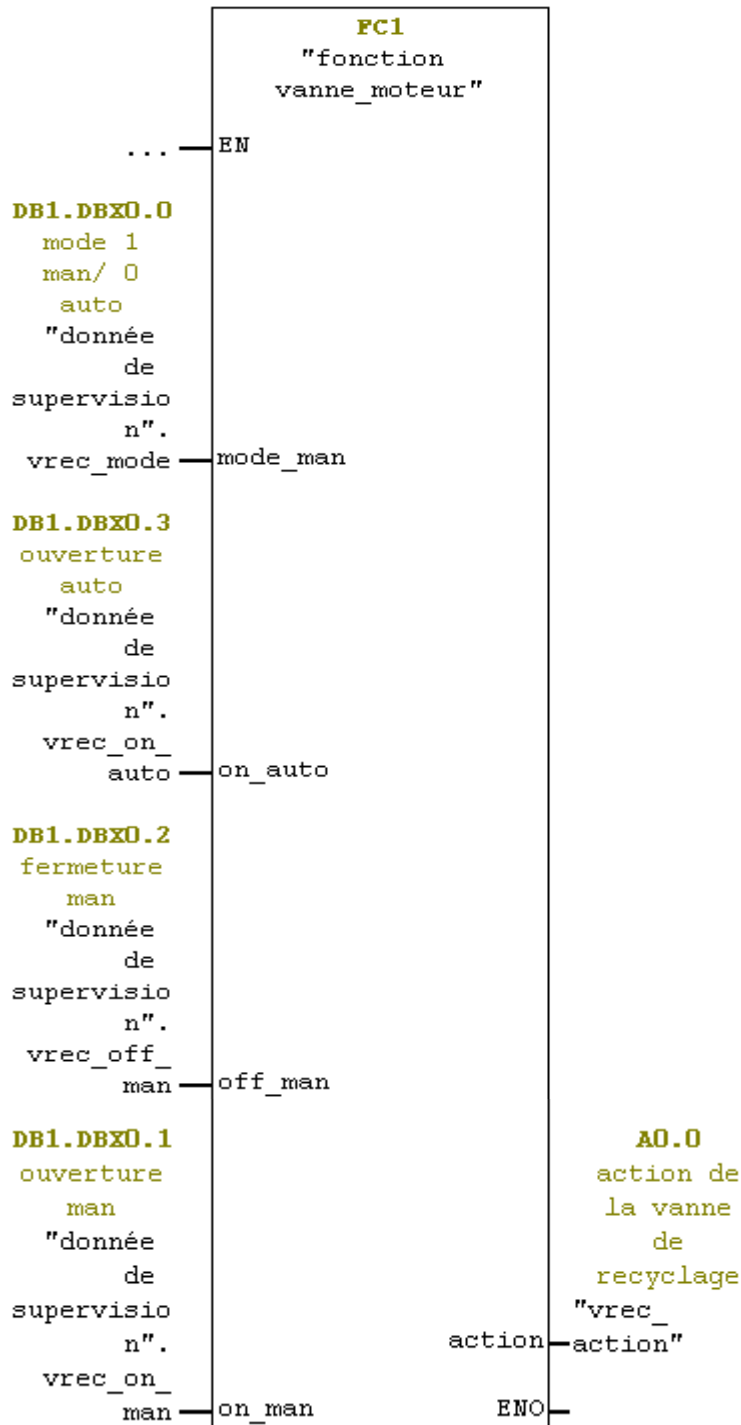 FC1
"fonction
vanne_moteur"
... EN
DB1.DBX0.0
mode 1
man/ 0
auto
"donnée
de
supervisio
n".
vrec_mode mode_man
DB1.DBX0.3
ouverture
auto
"donnée
de
supervisio
n".
vrec_on_
auto on_auto
DB1.DBX0.2
fermeture
man
"donnée
de
supervisio
n".
vrec_off_
man off_man
DB1.DBX0.1
ouverture
man
"donnée
de
supervisio
n".
vrec_on_
man on_man
A0.0
action de
la vanne
de
recyclage
"vrec_
action action"
ENO